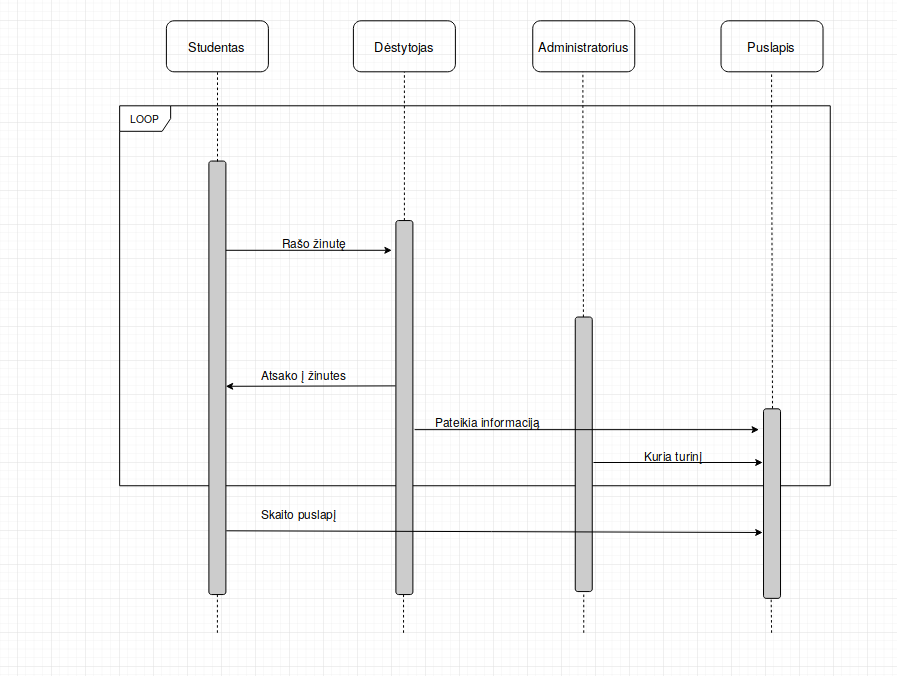 Studentas
Dėstytojas
Administratorius
Puslapis
LOOP
Rašo žinutę
Atsako į žinutes
Pateikia informaciją
Kuria turinį
Skaito puslapį